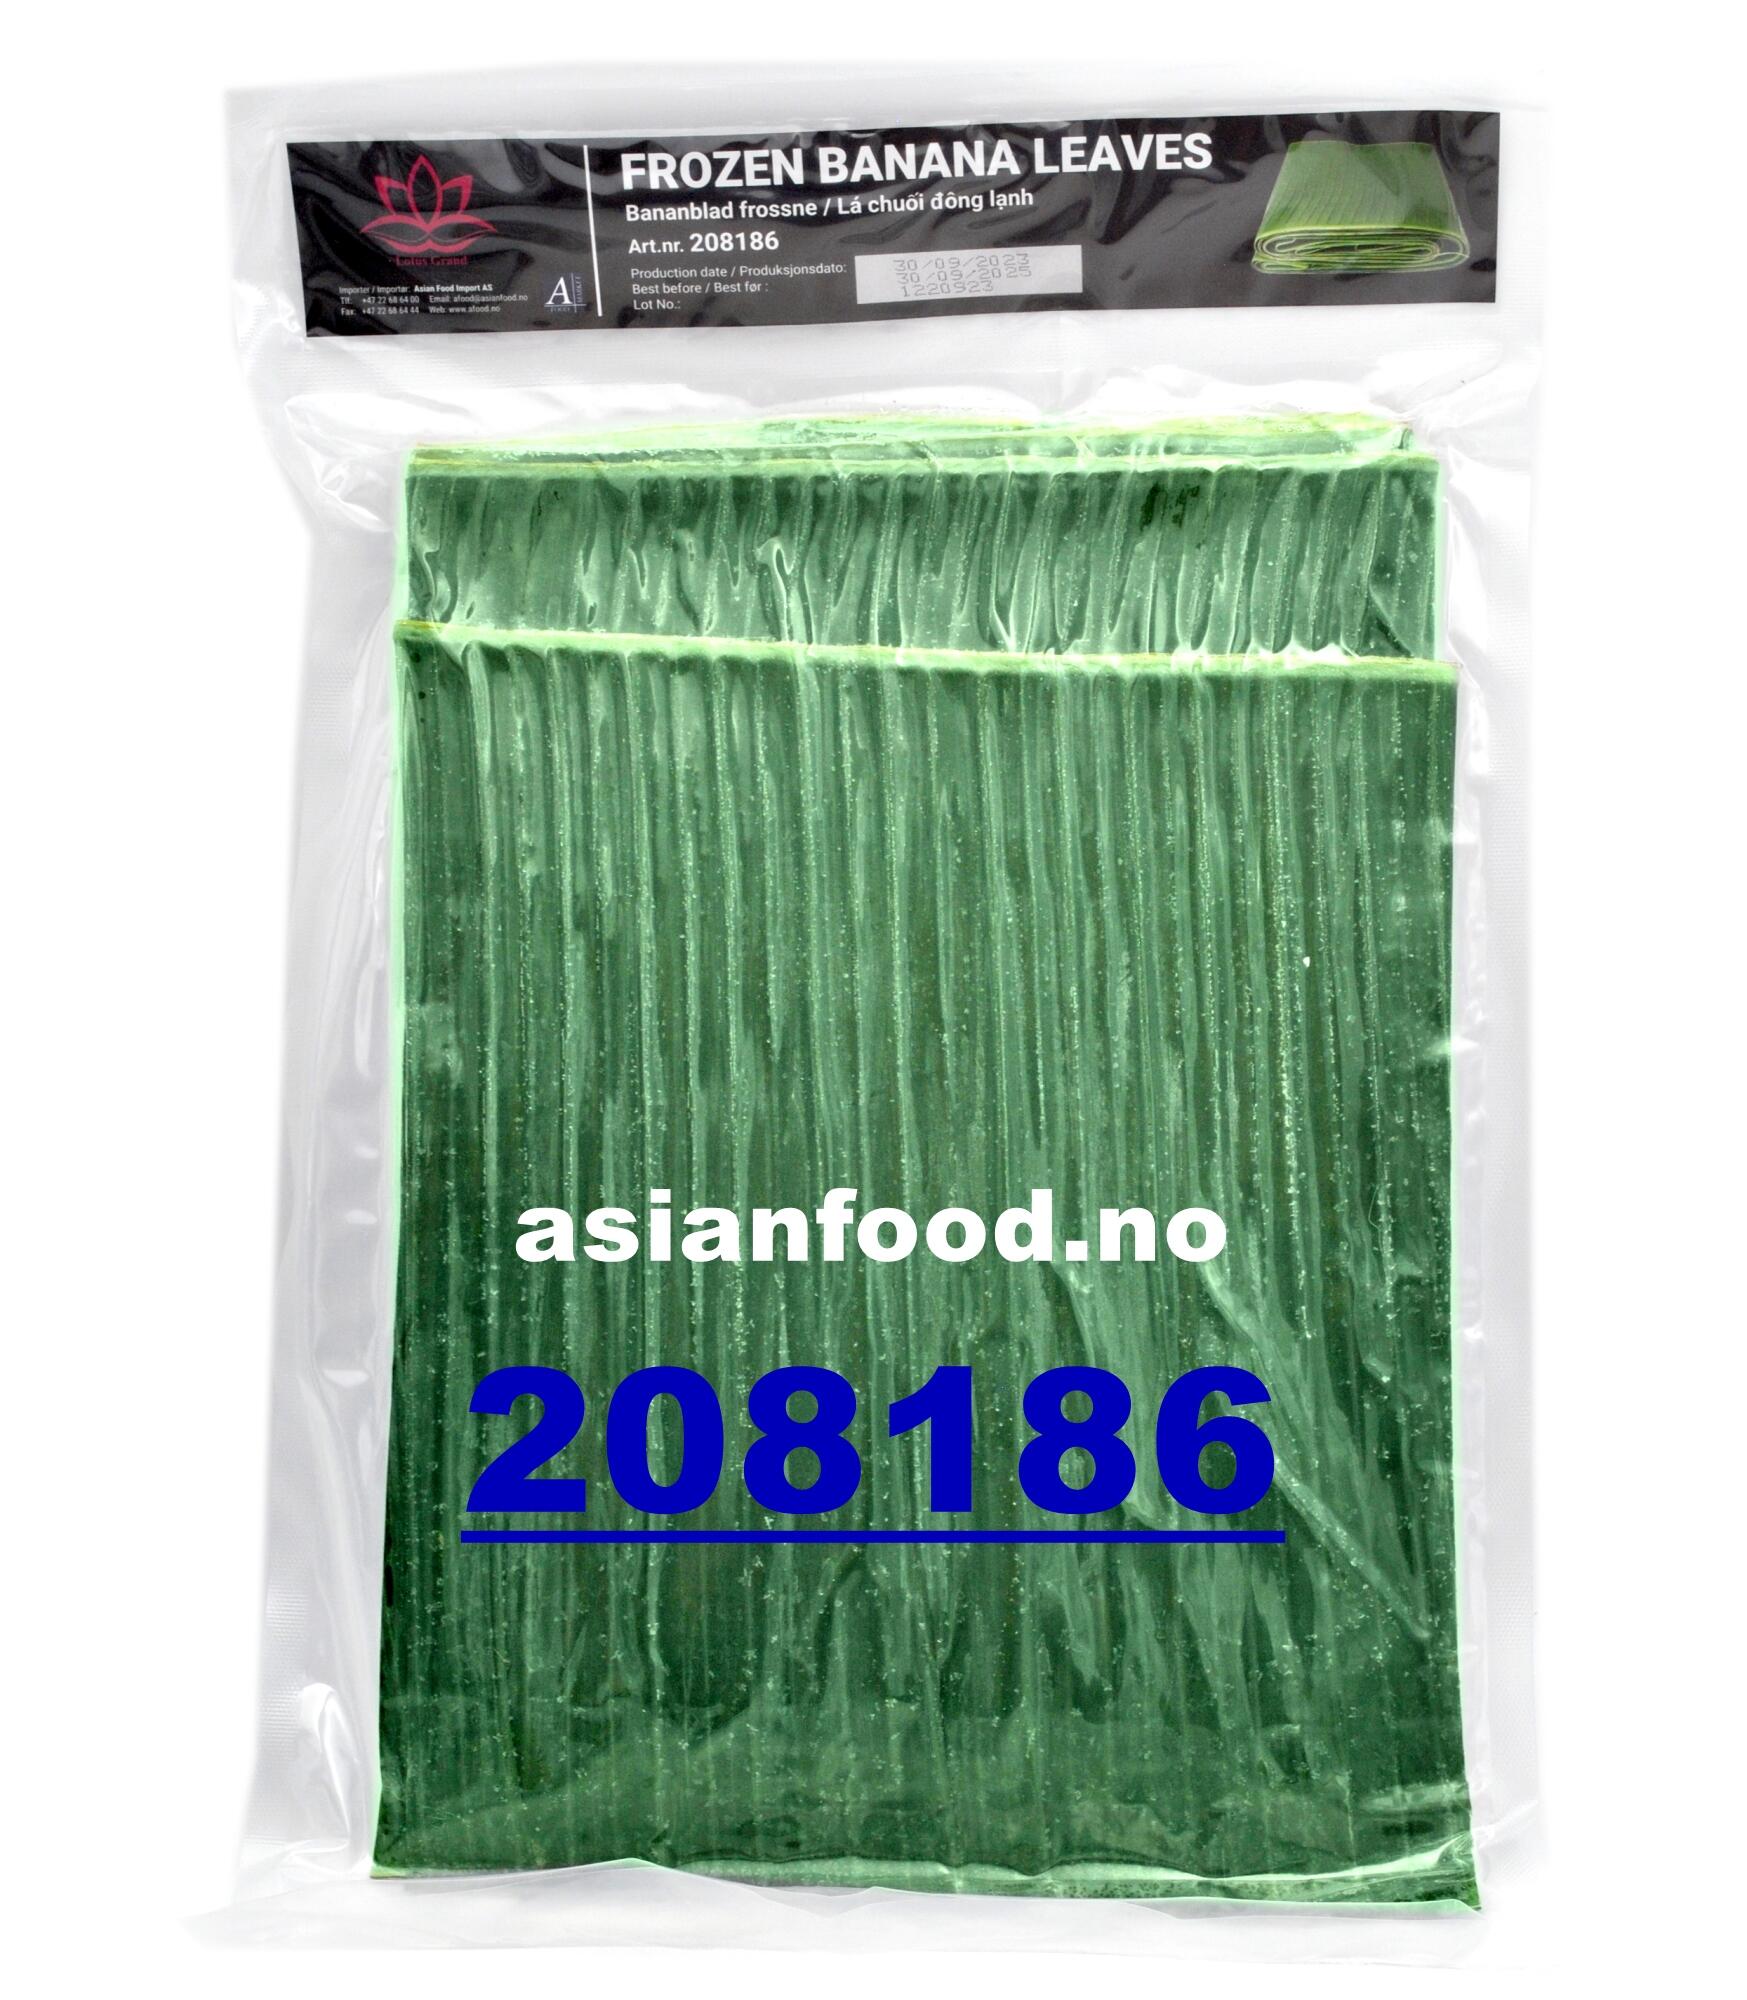 FROZEN BANANA LEAVES
Bananblad frossne / Lá chuối đông lạnh
Art.nr. 208186
Production date / Produksjonsdato: 30/09/2023
Best before / Best før : 30/09/2025
Lot No.: 1220923
Lotus Grand
Importer / Importør: Asian Food Import AS
Tlf: +47 22 68 64 00 Email: afood@asianfood.no
Fax: +47 22 68 64 44 Web: www.afood.no
A
FOOD
MARKET
asianfood.no
208186